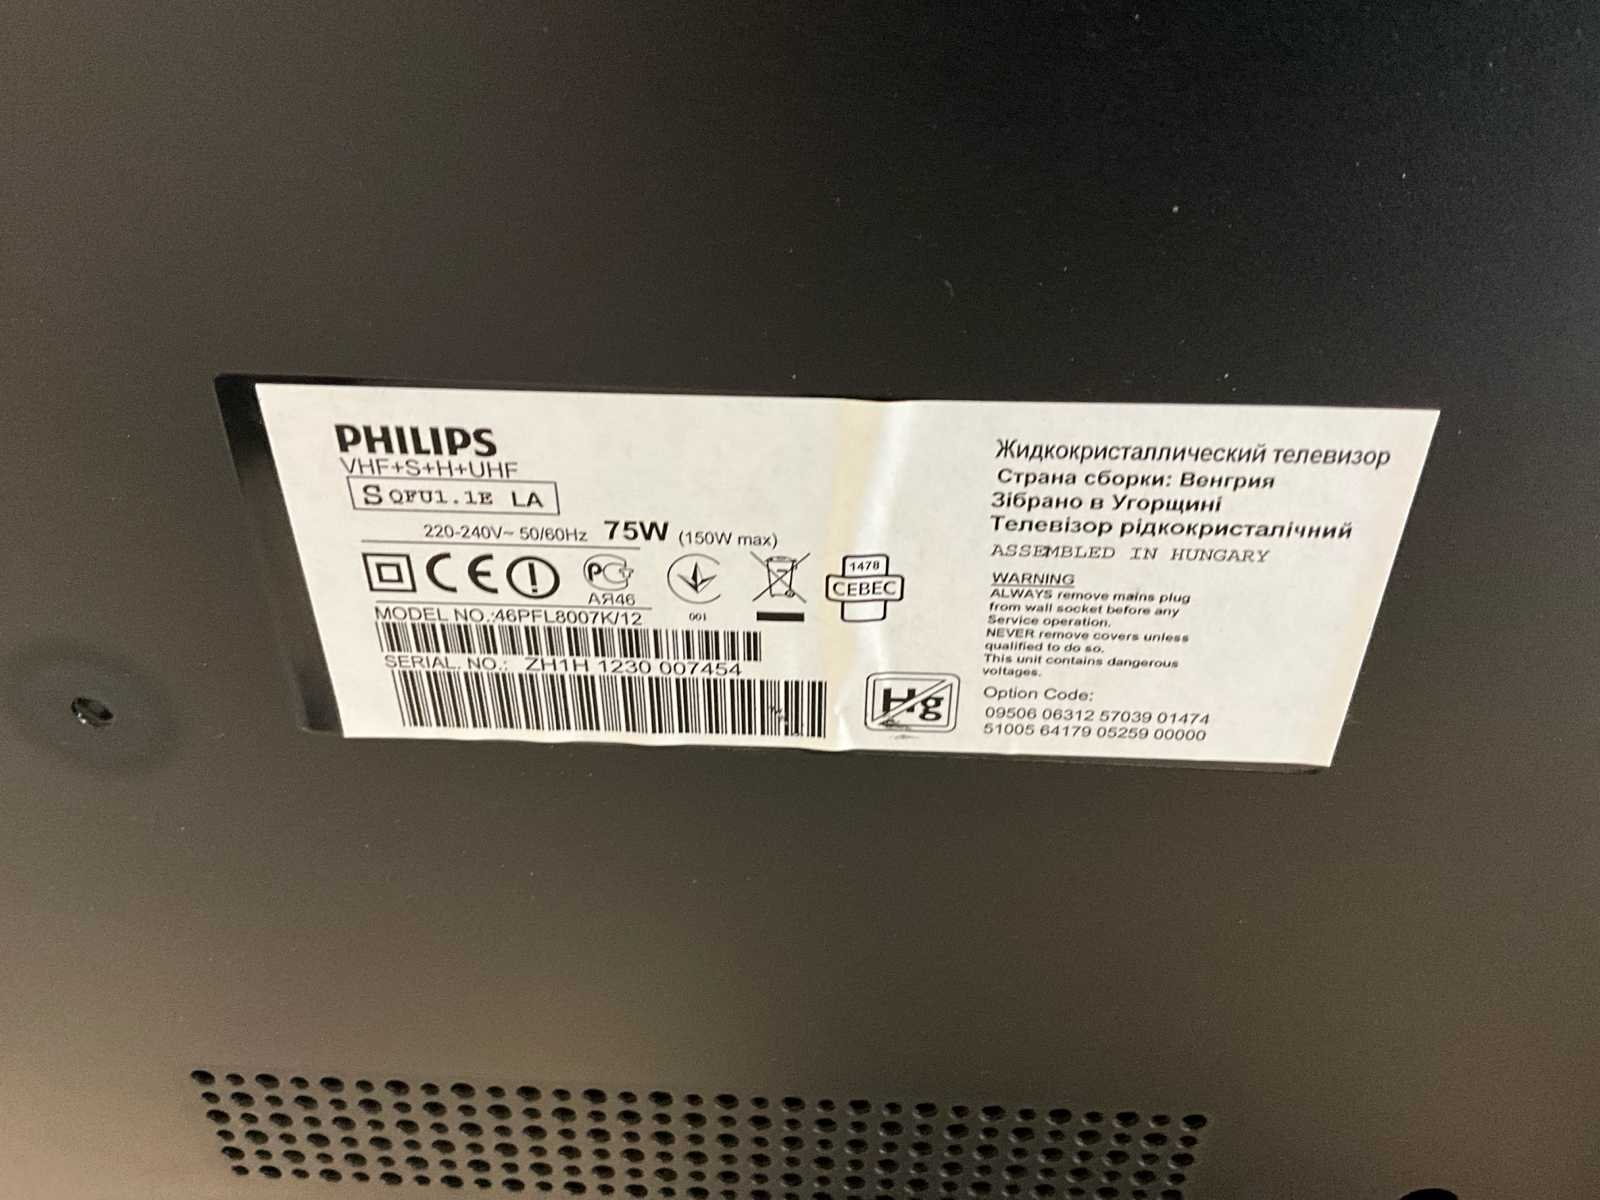 PHILIPS
VHF+S+H+UHF
S QFU1.1E LA
220-240V~ 50/60Hz 75W (150W max)
CE
РСТ
АЯ46
001
1478
CEBEC
MODEL NO.:46PFL8007K/12
SERIAL. NO.: ZH1H 1230 007454
Hg
Жидкокристаллический телевизор
Страна сборки: Венгрия
Зібрано в Угорщині
Телевізор рідкокристалічний
ASSEMBLED IN HUNGARY
WARNING
ALWAYS remove mains plug
from wall socket before any
Service operation.
NEVER remove covers unless
qualified to do so.
This unit contains dangerous
voltages.
Option Code:
09506 06312 57039 01474
51005 64179 05259 00000